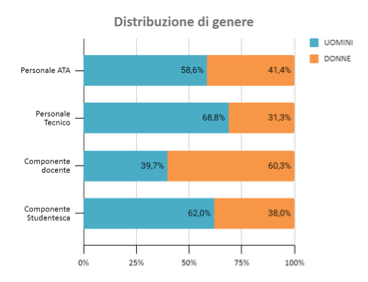 Distribuzione di genere
UOMINI
DONNE
Personale ATA
58,6%
41,4%
Personale
Tecnico
68,8%
31,3%
Componente
docente
39,7%
60,3%
Componente
Studentesca
62,0%
38,0%
0%
25%
50%
75%
100%